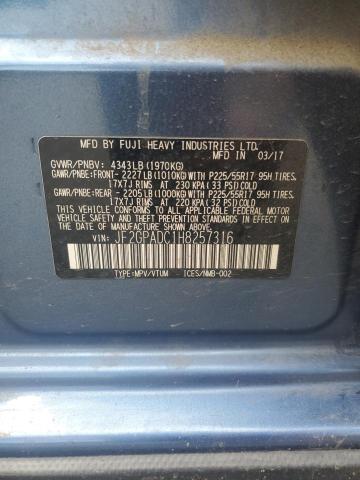 MFD. BY FUJI HEAVY INDUSTRIES LTD.
MFD. IN 03/17
GVWR/PNBV: 4343LB (1970KG)
GAWR/PNBE:FRONT- 2227LB(1010KG) WITH P225/55R17 95H TIRES,
17X7J RIMS AT 230 KPA(33 PSI)COLD
GAWR/PNBE:REAR - 2205LB(1000KG) WITH P225/55R17 95H TIRES,
17X7J RIMS AT 220 KPA(32 PSI)COLD
THIS VEHICLE CONFORMS TO ALL APPLICABLE
FEDERAL MOTOR VEHICLE SAFETY, BUMPER, AND
THEFT PREVENTION STANDARDS IN EFFECT ON THE
DATE OF MANUFACTURE SHOWN ABOVE.
VIN: JF2GPADC1H8257316
TYPE:MPV/VTUM ICES/NMB-002